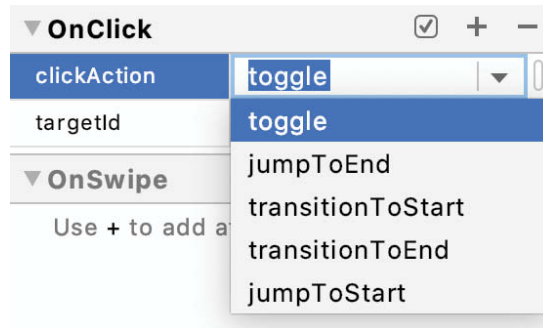 OnClick
clickAction toggle
targetId toggle
jumpToEnd
OnSwipe
transitionToStart
Use + to add a
transitionToEnd
jumpToStart